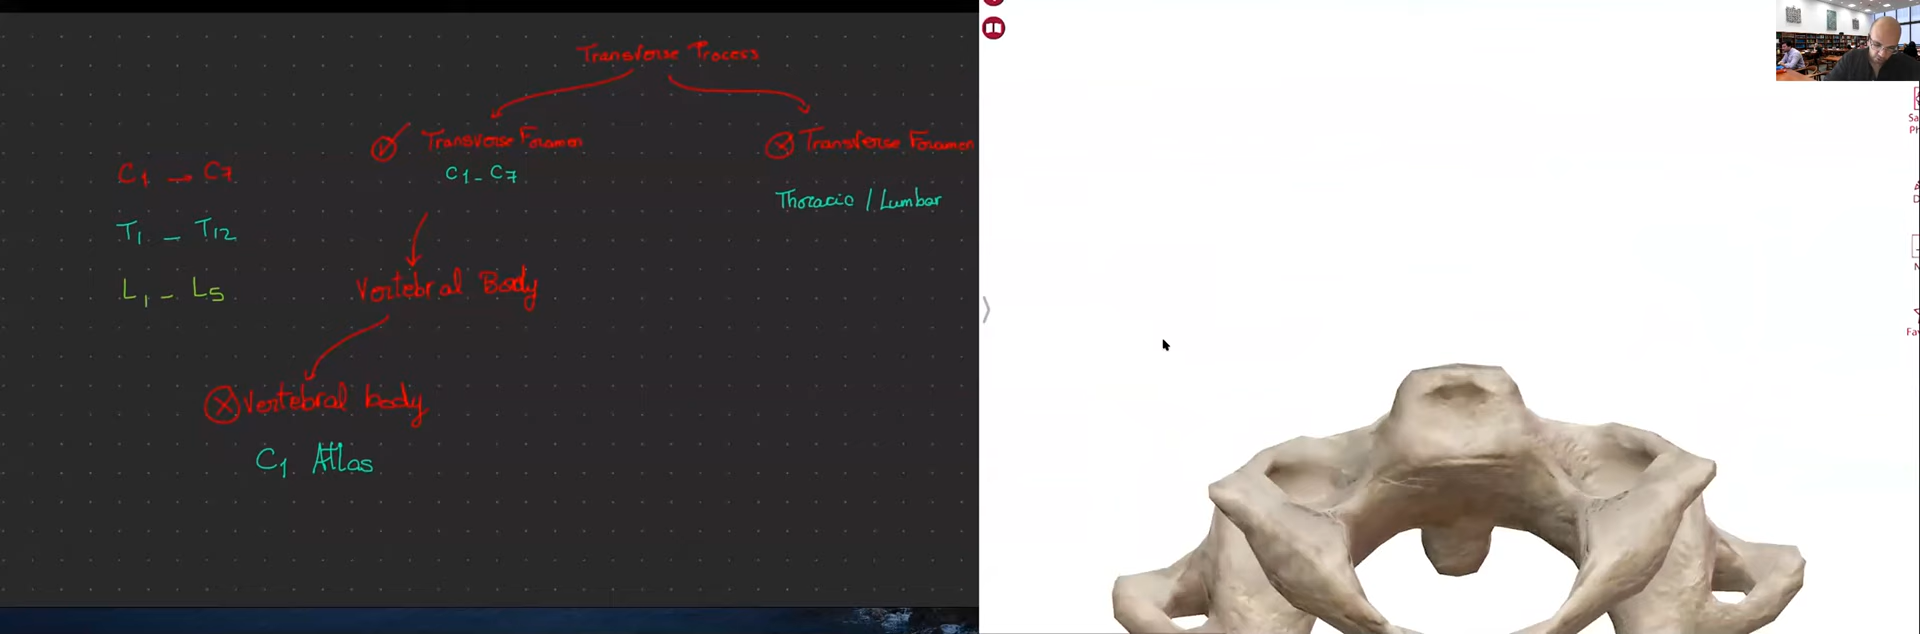 Transverse Process
Transverse Foramen
Transverse Foramen
C1 - C7
Thoracic / Lumbar
C1 → C7
T1 - T12
L1 - L5
Vertebral Body
Vertebral body
C1 Atlas